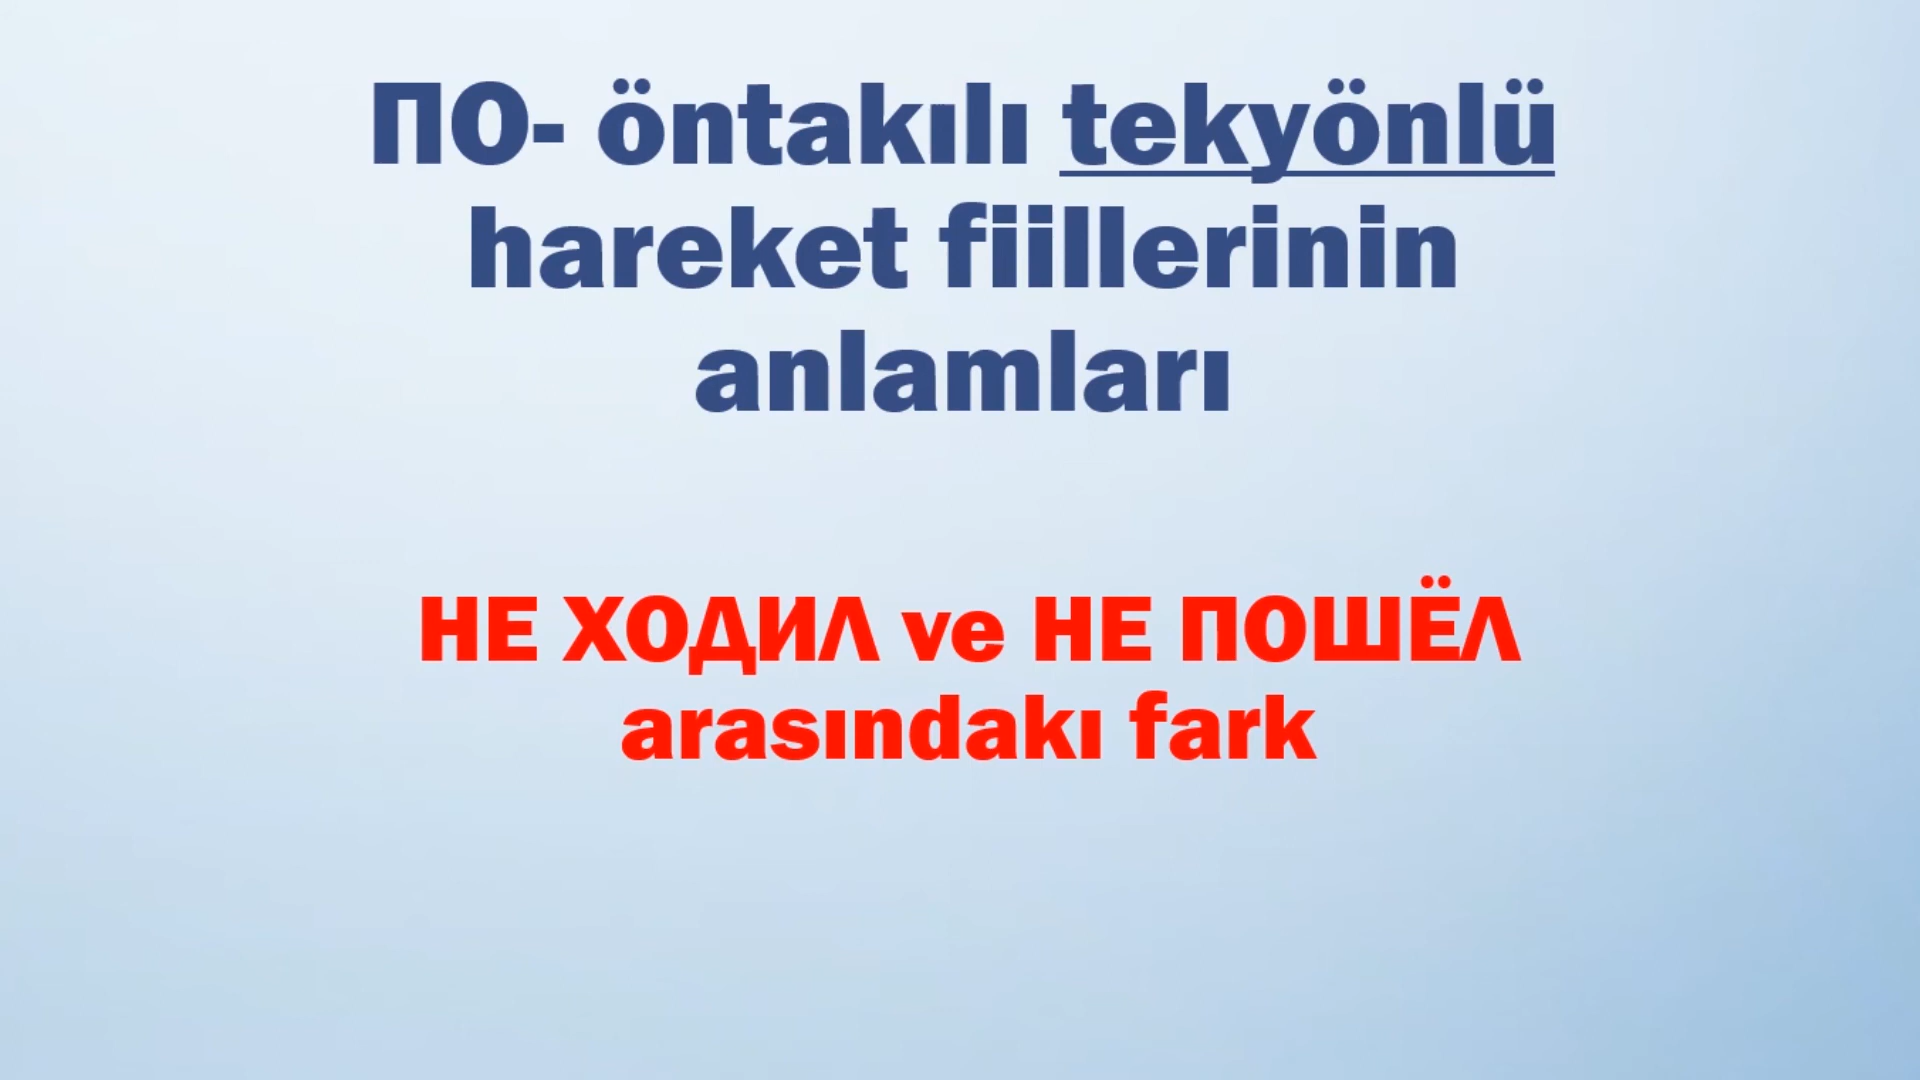 ПО- öntakılı tekyönlü
hareket fiillerinin
anlamları
НЕ ХОДИЛ ve НЕ ПОШЁЛ
arasındakı fark